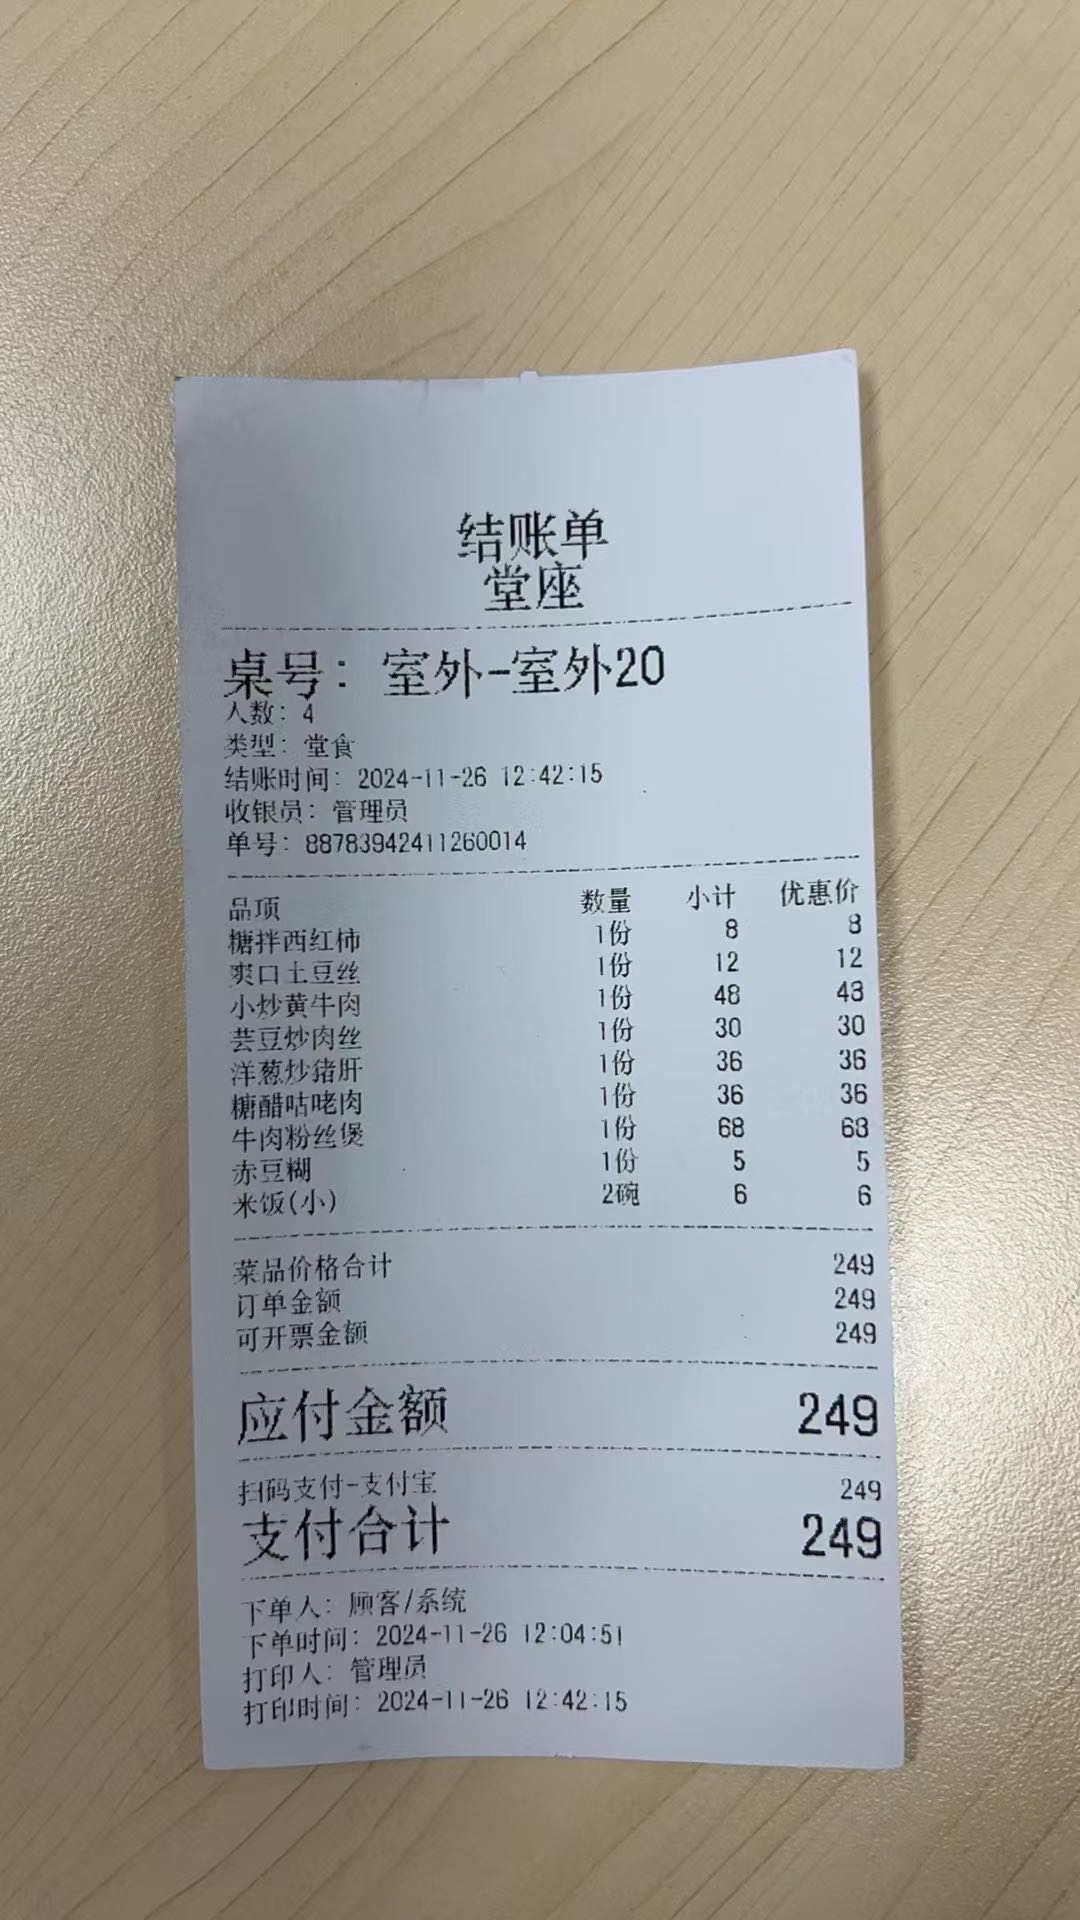 结账单
堂座
桌号：室外-室外20
人数：4
类型：堂食
结账时间：2024-11-26 12:42:15
收银员：管理员
单号：88783942411260014
品项 数量 小计 优惠价
糖拌西红柿 1份 8 8
爽口土豆丝 1份 12 12
小炒黄牛肉 1份 48 48
芸豆炒肉丝 1份 30 30
洋葱炒猪肝 1份 36 36
糖醋咕咾肉 1份 36 36
牛肉粉丝煲 1份 68 68
赤豆糊 1份 5 5
米饭(小) 2碗 6 6
菜品价格合计 249
订单金额 249
可开票金额 249
应付金额 249
扫码支付-支付宝 249
支付合计 249
下单人：顾客/系统
下单时间：2024-11-26 12:04:51
打印人：管理员
打印时间：2024-11-26 12:42:15